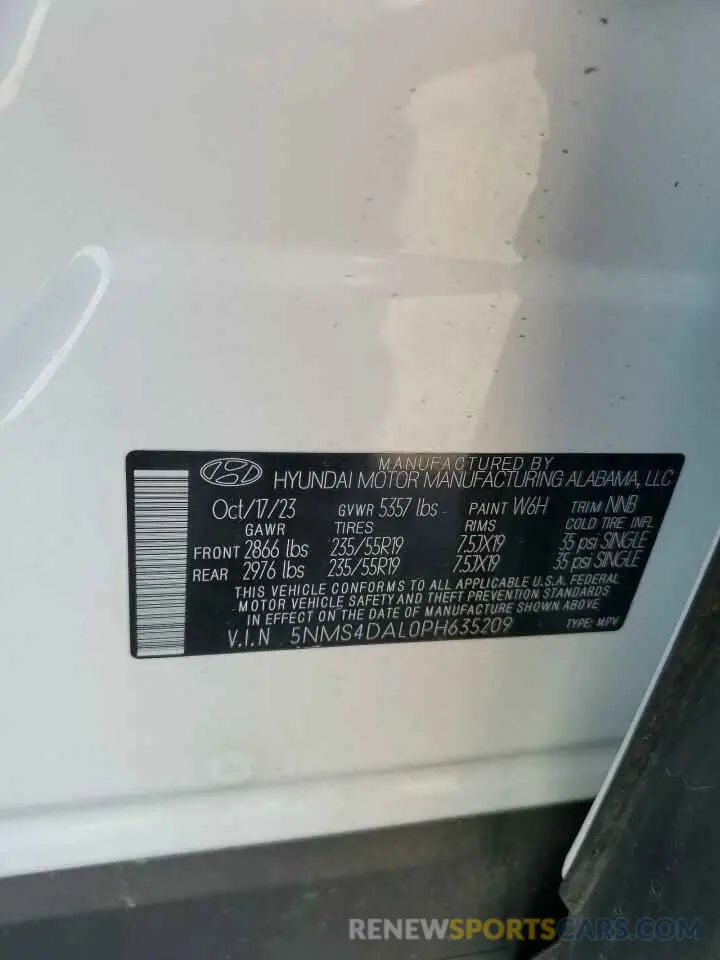 MANUFACTURED BY
HYUNDAI MOTOR MANUFACTURING ALABAMA, LLC
Oct/17/23 GVWR 5357 lbs PAINT W6H TRIM NNB
GAWR TIRES RIMS COLD TIRE INFL
FRONT 2866 lbs 235/55R19 7.5JX19 35 psi SINGLE
REAR 2976 lbs 235/55R19 7.5JX19 35 psi SINGLE
THIS VEHICLE CONFORMS TO ALL APPLICABLE U.S.A. FEDERAL
MOTOR VEHICLE SAFETY AND THEFT PREVENTION STANDARDS
IN EFFECT ON THE DATE OF MANUFACTURE SHOWN ABOVE
V.I.N 5NMS4DAL0PH635209 TYPE: MPV
RENEWSPORTSCARS.COM